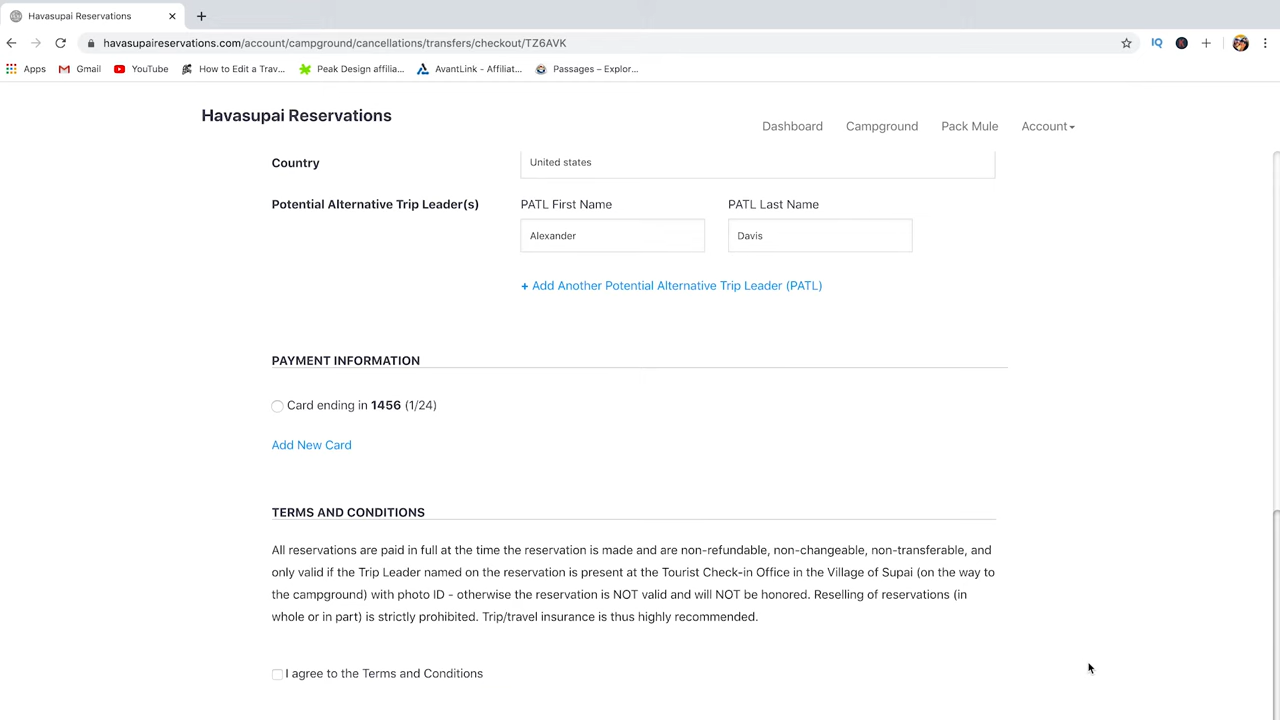 Havasupai Reservations
havasupaireservations.com/account/campground/cancellations/transfers/checkout/TZ6AVK
IQ
K
Apps
Gmail
YouTube
How to Edit a Trav...
Peak Design affilia...
AvantLink - Affiliat...
Passages – Explor...
Havasupai Reservations
Dashboard
Campground
Pack Mule
Account
Country
United states
Potential Alternative Trip Leader(s)
PATL First Name
PATL Last Name
Alexander
Davis
+ Add Another Potential Alternative Trip Leader (PATL)
PAYMENT INFORMATION
Card ending in 1456 (1/24)
Add New Card
TERMS AND CONDITIONS
All reservations are paid in full at the time the reservation is made and are non-refundable, non-changeable, non-transferable, and
only valid if the Trip Leader named on the reservation is present at the Tourist Check-in Office in the Village of Supai (on the way to
the campground) with photo ID - otherwise the reservation is NOT valid and will NOT be honored. Reselling of reservations (in
whole or in part) is strictly prohibited. Trip/travel insurance is thus highly recommended.
I agree to the Terms and Conditions